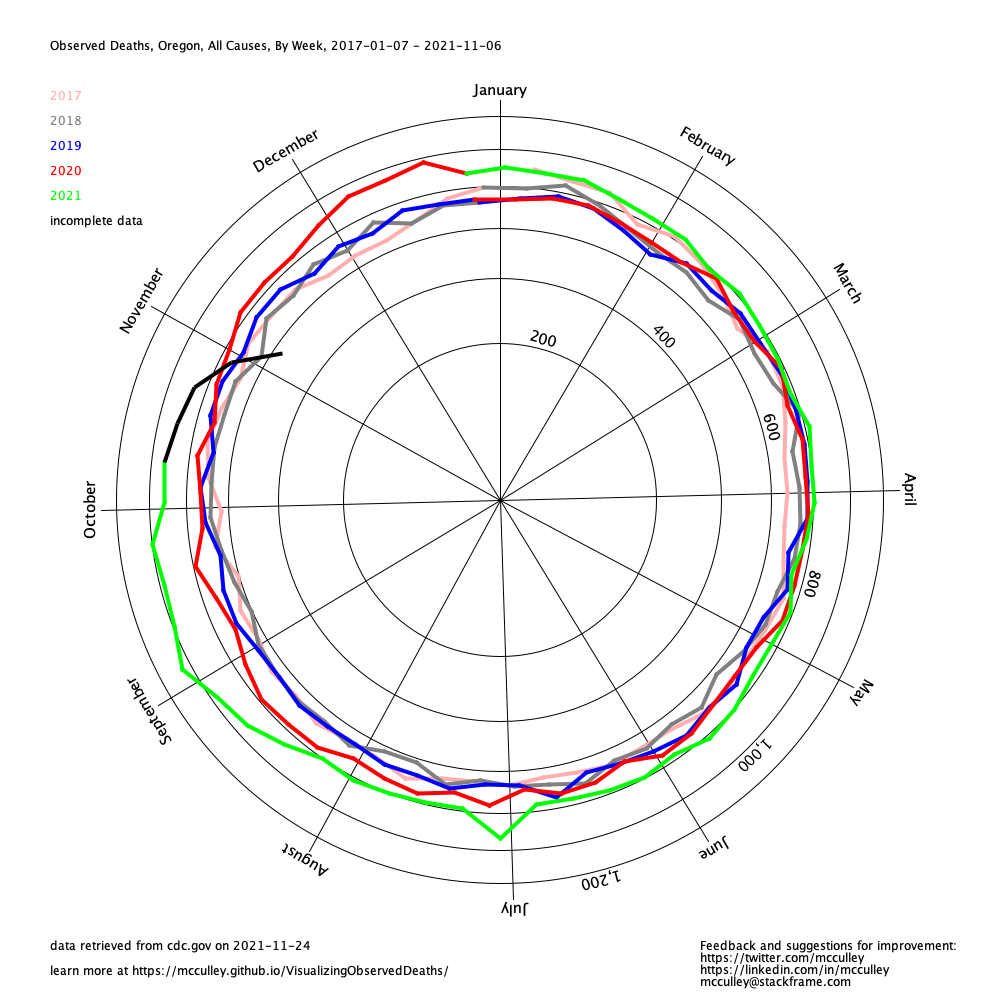 Observed Deaths, Oregon, All Causes, By Week, 2017-01-07 - 2021-11-06
2017
2018
2019
2020
2021
incomplete data
January
February
March
April
May
June
July
August
September
October
November
December
200
400
600
800
1,000
1,200
data retrieved from cdc.gov on 2021-11-24
learn more at https://mcculley.github.io/VisualizingObservedDeaths/
Feedback and suggestions for improvement:
https://twitter.com/mcculley
https://linkedin.com/in/mcculley
mcculley@stackframe.com